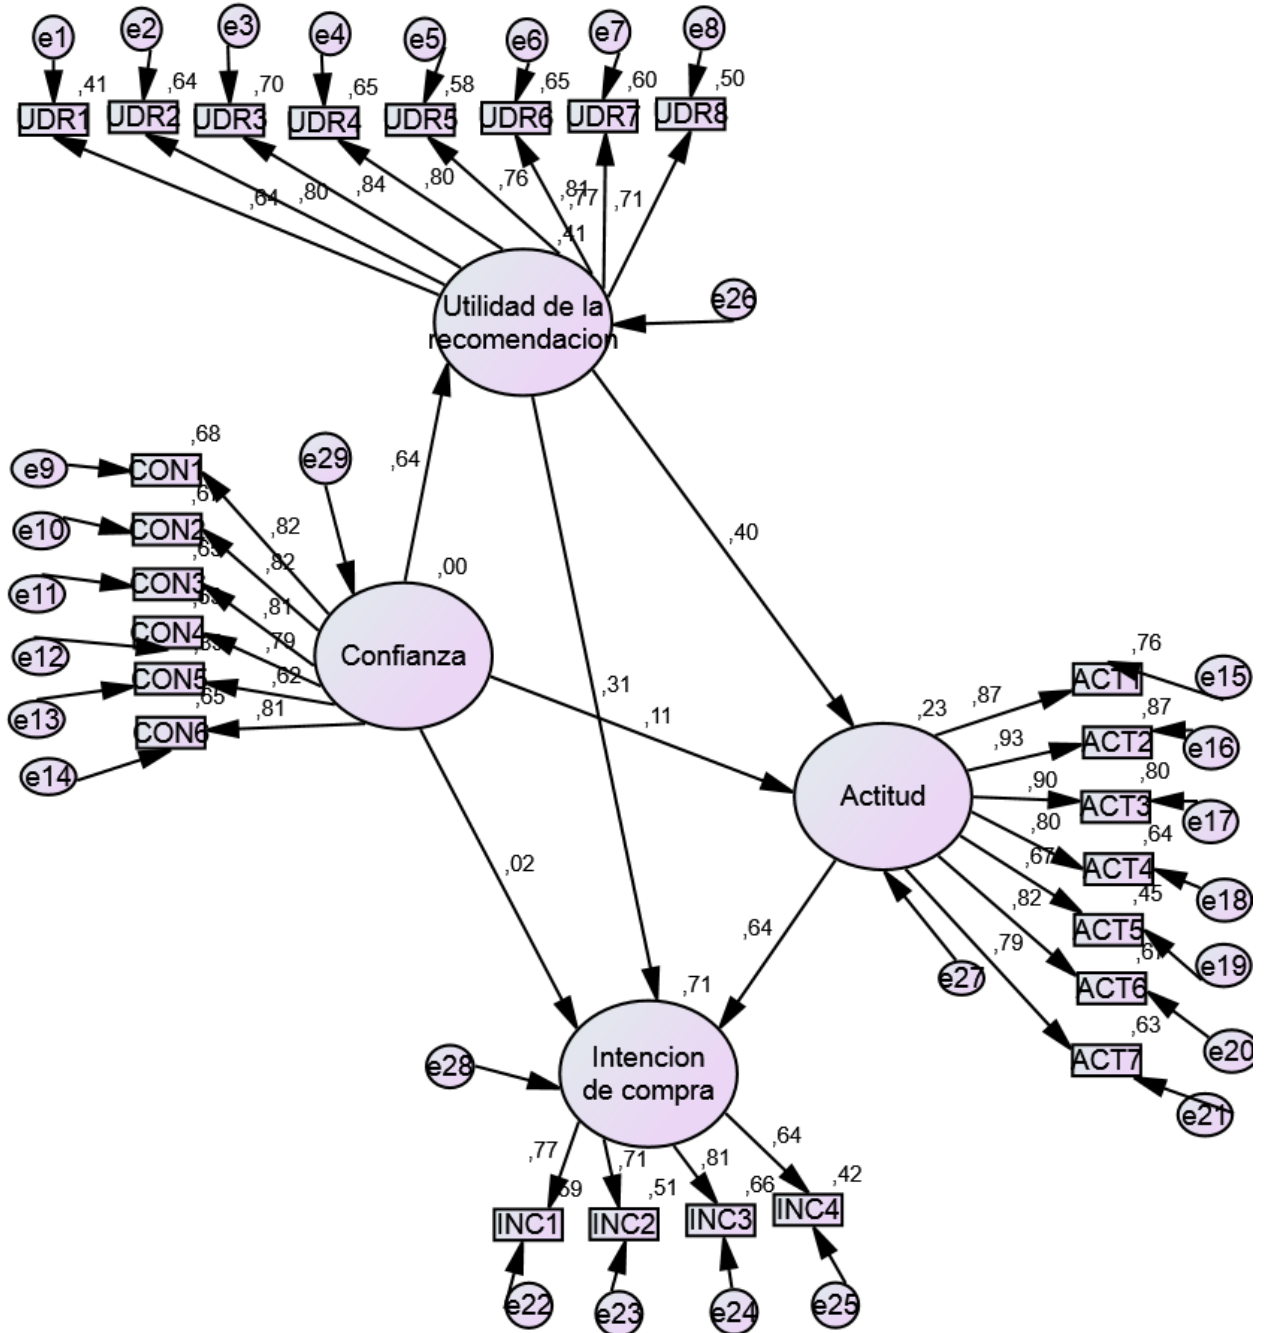 e1
e2
e3
e4
e5
e6
e7
e8
,41
,64
,70
,65
,58
,65
,60
,50
UDR1
UDR2
UDR3
UDR4
UDR5
UDR6
UDR7
UDR8
,64
,80
,84
,80
,76
,81
,77
,71
,41
Utilidad de la
recomendacion
e26
,68
e9
CON1
e29
,64
,82
e10
CON2
,82
,00
e11
CON3
,81
e12
CON4
,79
Confianza
e13
CON5
,62
,65
CON6
,81
e14
,40
,31
,11
,02
,64
,23
Actitud
,87
ACT1
,76
e15
,93
ACT2
,87
e16
,90
ACT3
,80
e17
,80
ACT4
,64
e18
,67
ACT5
,45
e19
,82
ACT6
e20
,79
ACT7
,63
e21
e27
,71
e28
Intencion
de compra
,77
,71
,81
,64
,51
,66
,42
INC1
INC2
INC3
INC4
e22
e23
e24
e25